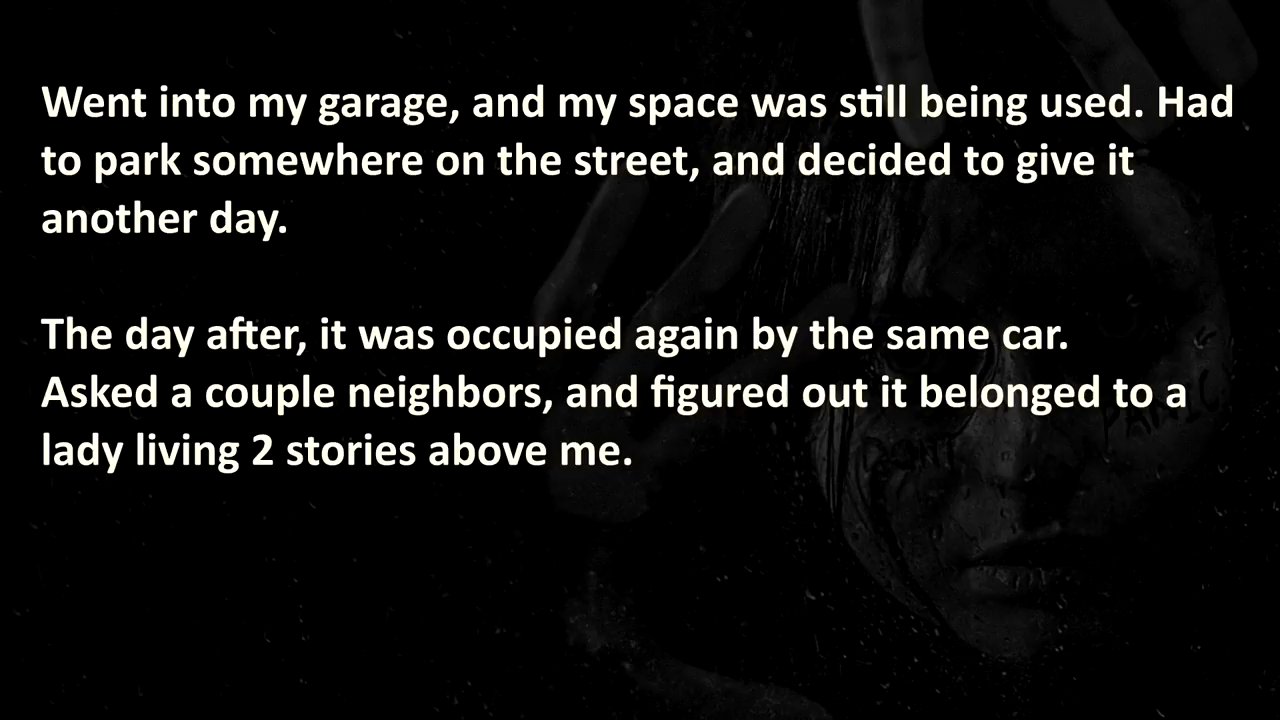 Went into my garage, and my space was still being used. Had
to park somewhere on the street, and decided to give it
another day.
The day after, it was occupied again by the same car.
Asked a couple neighbors, and figured out it belonged to a
lady living 2 stories above me.